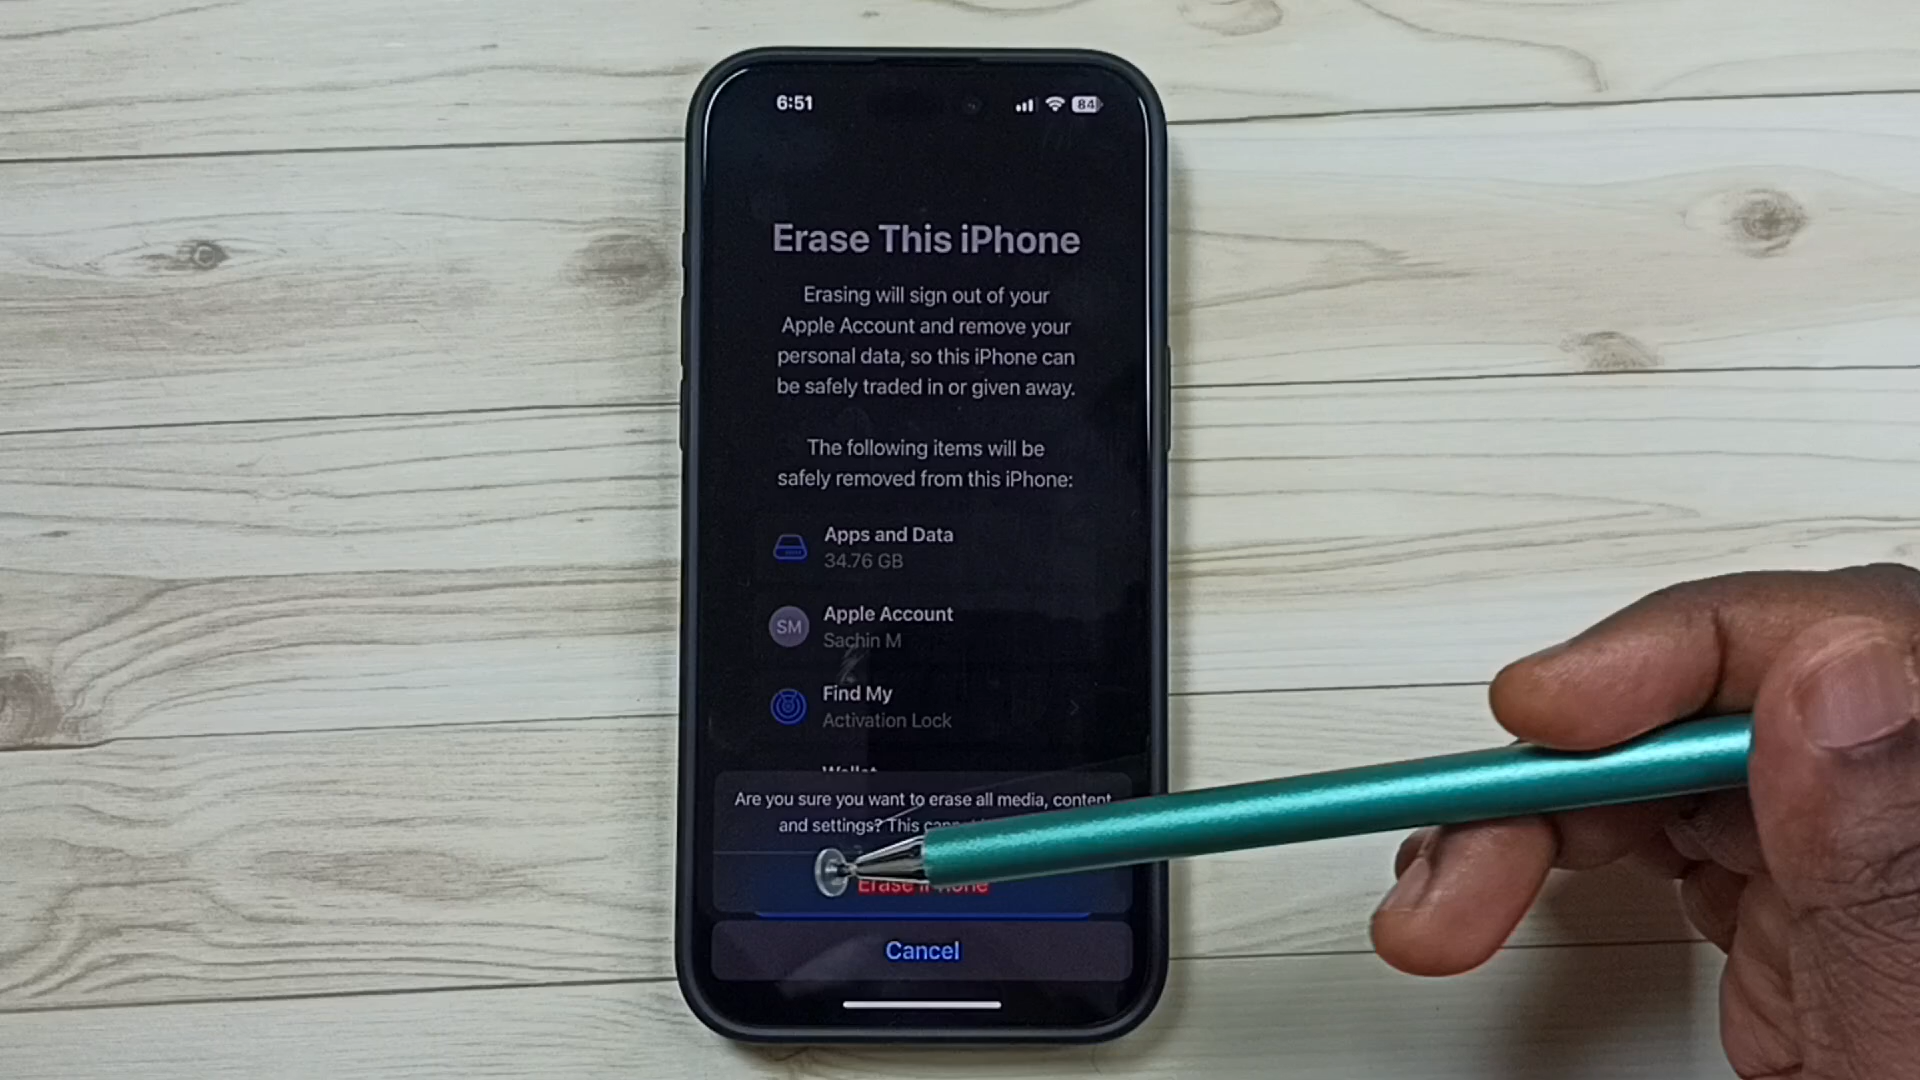 6:51
84
Erase This iPhone
Erasing will sign out of your
Apple Account and remove your
personal data, so this iPhone can
be safely traded in or given away.
The following items will be
safely removed from this iPhone:
Apps and Data
34.76 GB
SM
Apple Account
Sachin M
Find My
Activation Lock
Wallet
Are you sure you want to erase all media, content
and settings? This
Erase iPhone
Cancel